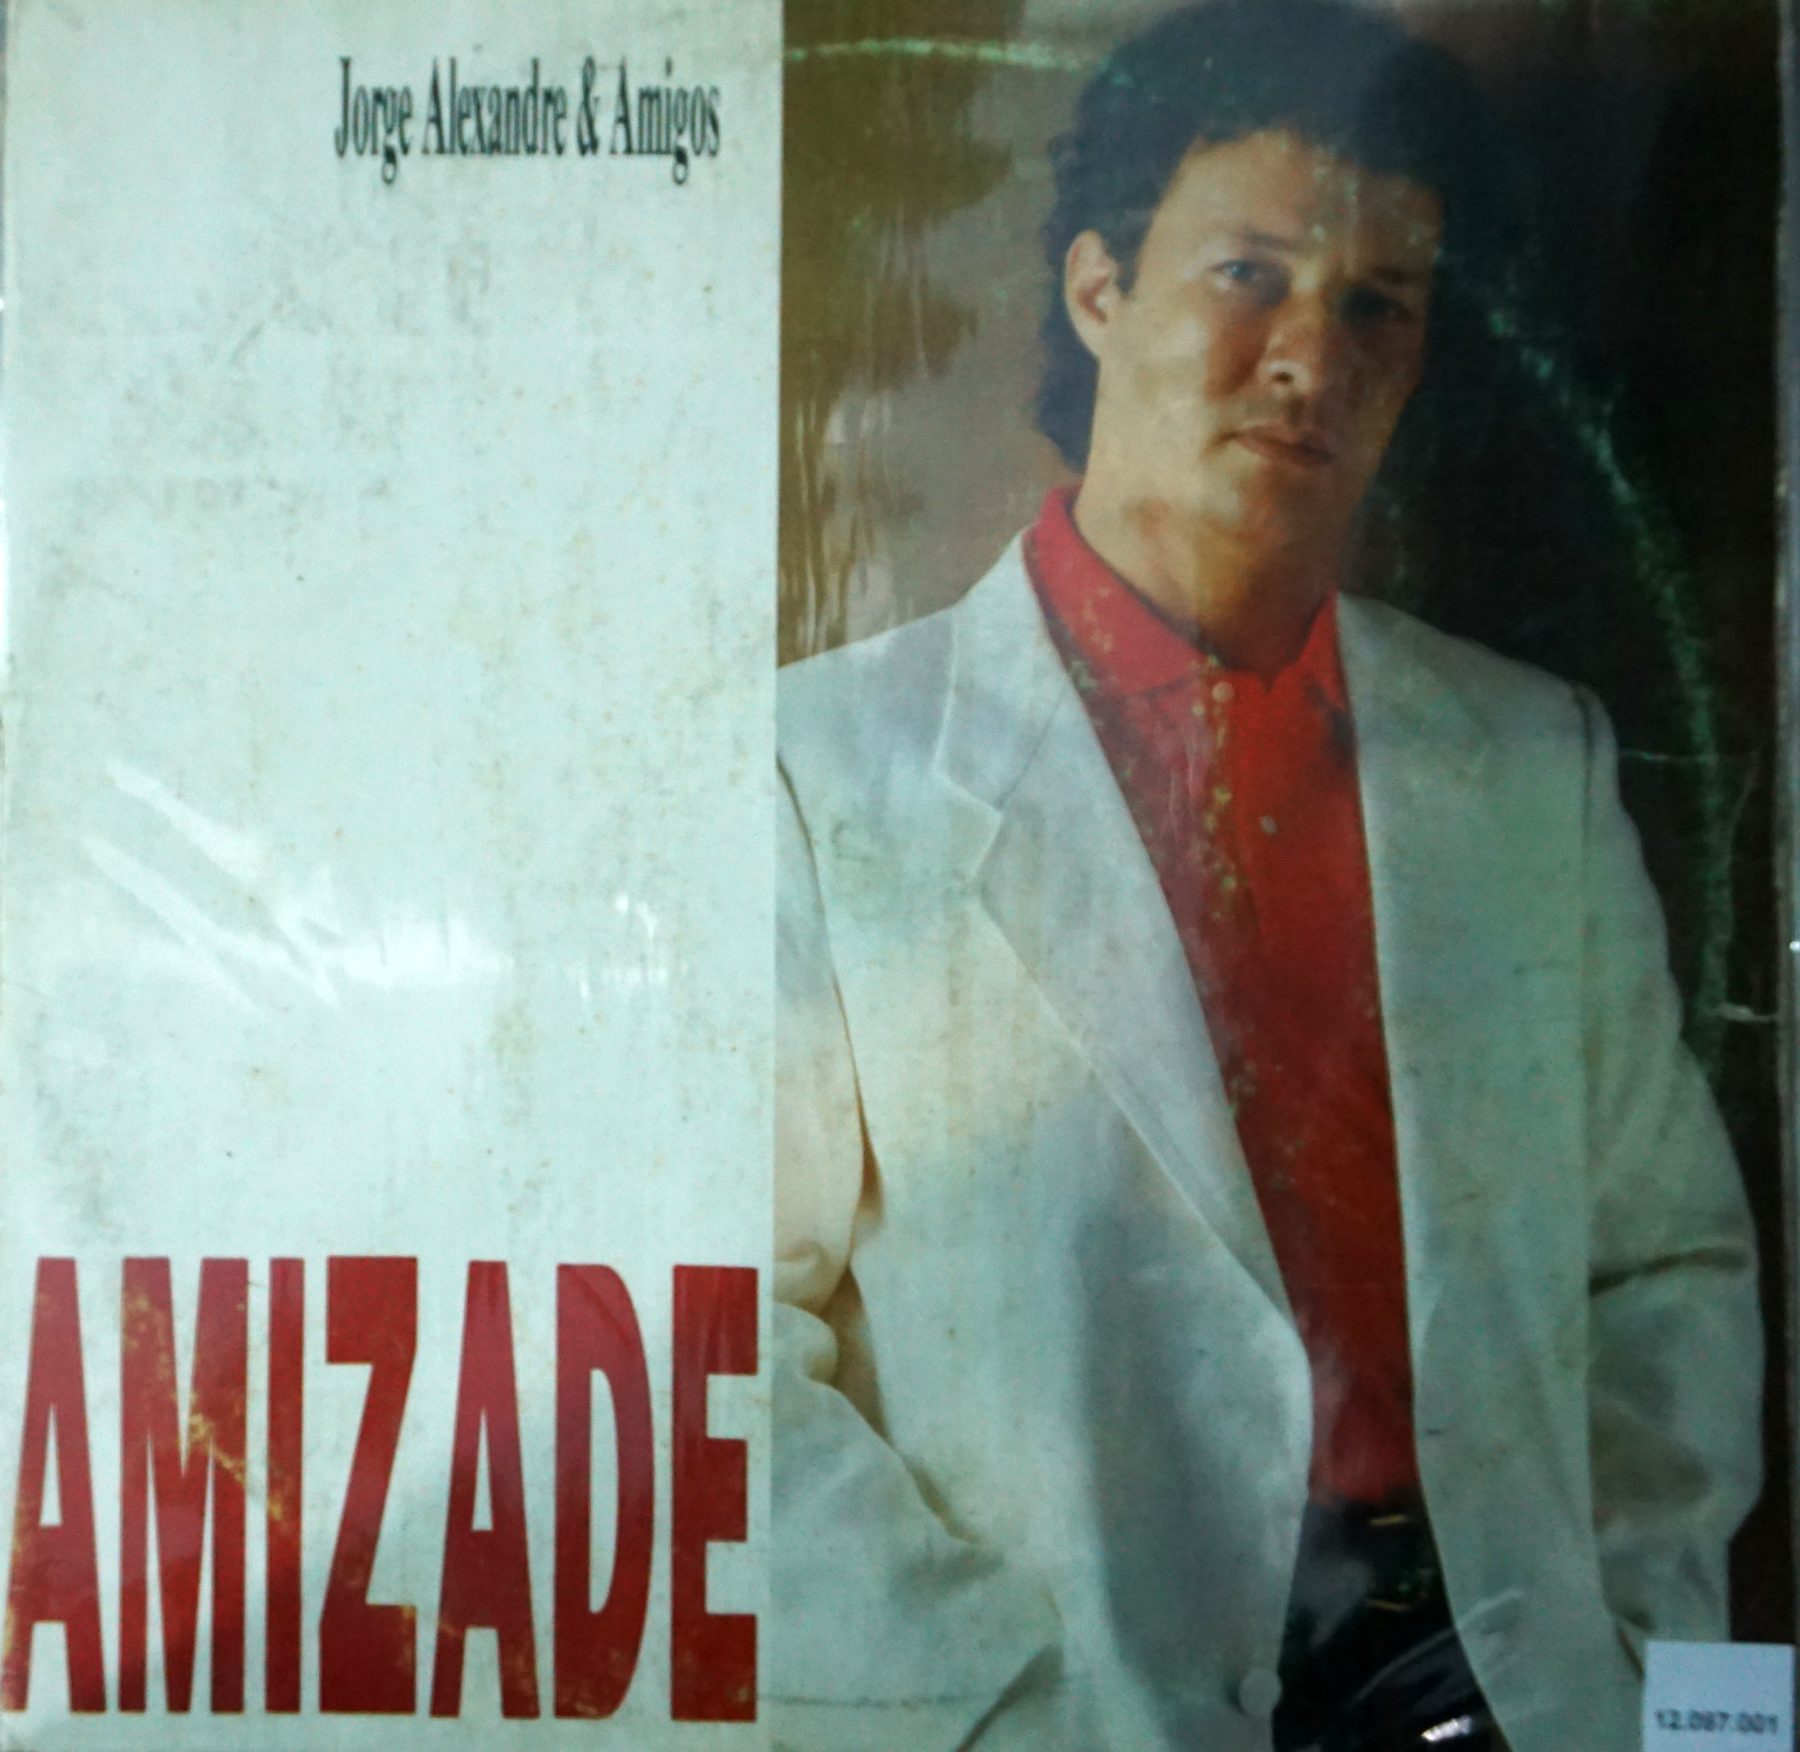 Jorge Alexandre & Amigos
AMIZADE
12.097.001